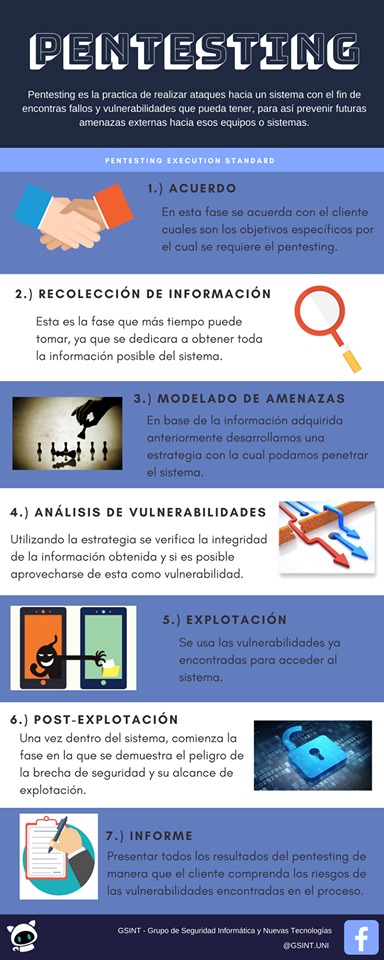 PENTESTING
Pentesting es la practica de realizar ataques hacia un sistema con el fin de
encontras fallos y vulnerabilidades que pueda tener, para así prevenir futuras
amenazas externas hacia esos equipos o sistemas.
PENTESTING EXECUTION STANDARD
1.) ACUERDO
En esta fase se acuerda con el cliente
cuales son los objetivos específicos por
el cual se requiere el pentesting.
2.) RECOLECCIÓN DE INFORMACIÓN
Esta es la fase que más tiempo puede
tomar, ya que se dedicara a obtener toda
la información posible del sistema.
3.) MODELADO DE AMENAZAS
En base de la información adquirida
anteriormente desarrollamos una
estrategia con la cual podamos penetrar
el sistema.
4.) ANÁLISIS DE VULNERABILIDADES
Utilizando la estrategia se verifica la integridad
de la información obtenida y si es posible
aprovecharse de esta como vulnerabilidad.
5.) EXPLOTACIÓN
Se usa las vulnerabilidades ya
encontradas para acceder al
sistema.
6.) POST-EXPLOTACIÓN
Una vez dentro del sistema, comienza la
fase en la que se demuestra el peligro de
la brecha de seguridad y su alcance de
explotación.
7.) INFORME
Presentar todos los resultados del pentesting de
manera que el cliente comprenda los riesgos de
las vulnerabilidades encontradas en el proceso.
GSINT - Grupo de Seguridad Informática y Nuevas Tecnologías
@GSINT.UNI